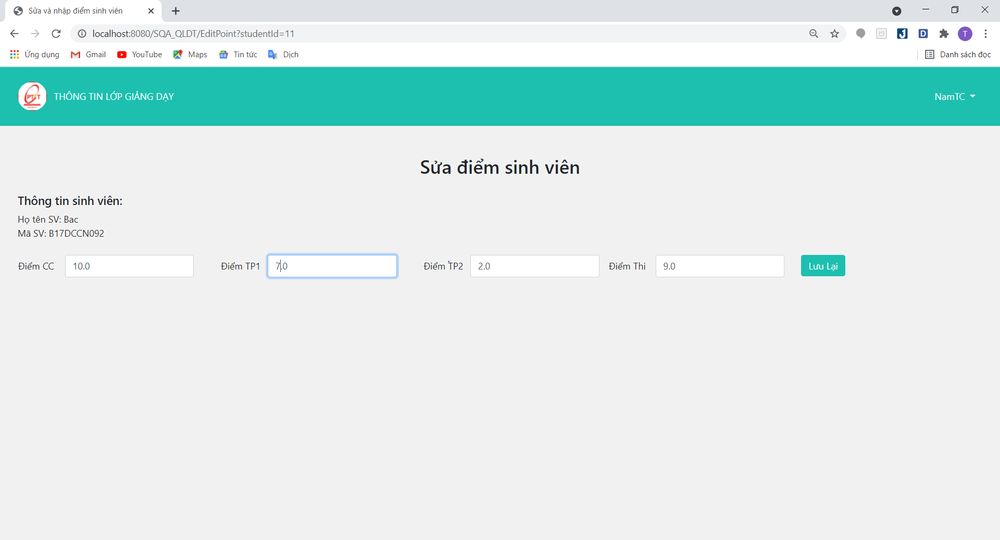 Sửa và nhập điểm sinh viên
localhost:8080/SQA_QLDT/EditPoint?studentId=11
T
Ứng dụng Gmail YouTube Maps Tin tức Dịch Danh sách đọc
PTIT THÔNG TIN LỚP GIẢNG DẠY NamTC
Sửa điểm sinh viên
Thông tin sinh viên:
Họ tên SV: Bac
Mã SV: B17DCCN092
Điểm CC 10.0 Điểm TP1 7.0 Điểm TP2 2.0 Điểm Thi 9.0 Lưu Lại